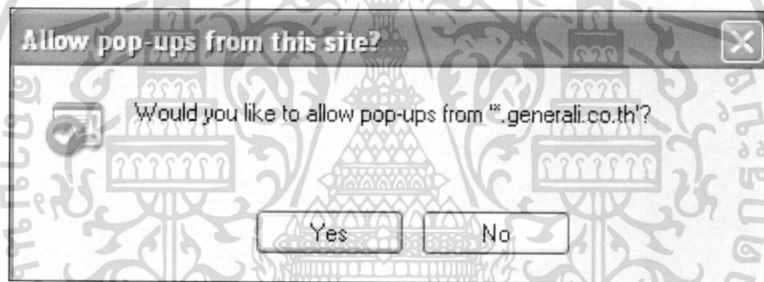 Allow pop-ups from this site?
Would you like to allow pop-ups from '*.generali.co.th'?
Yes
No